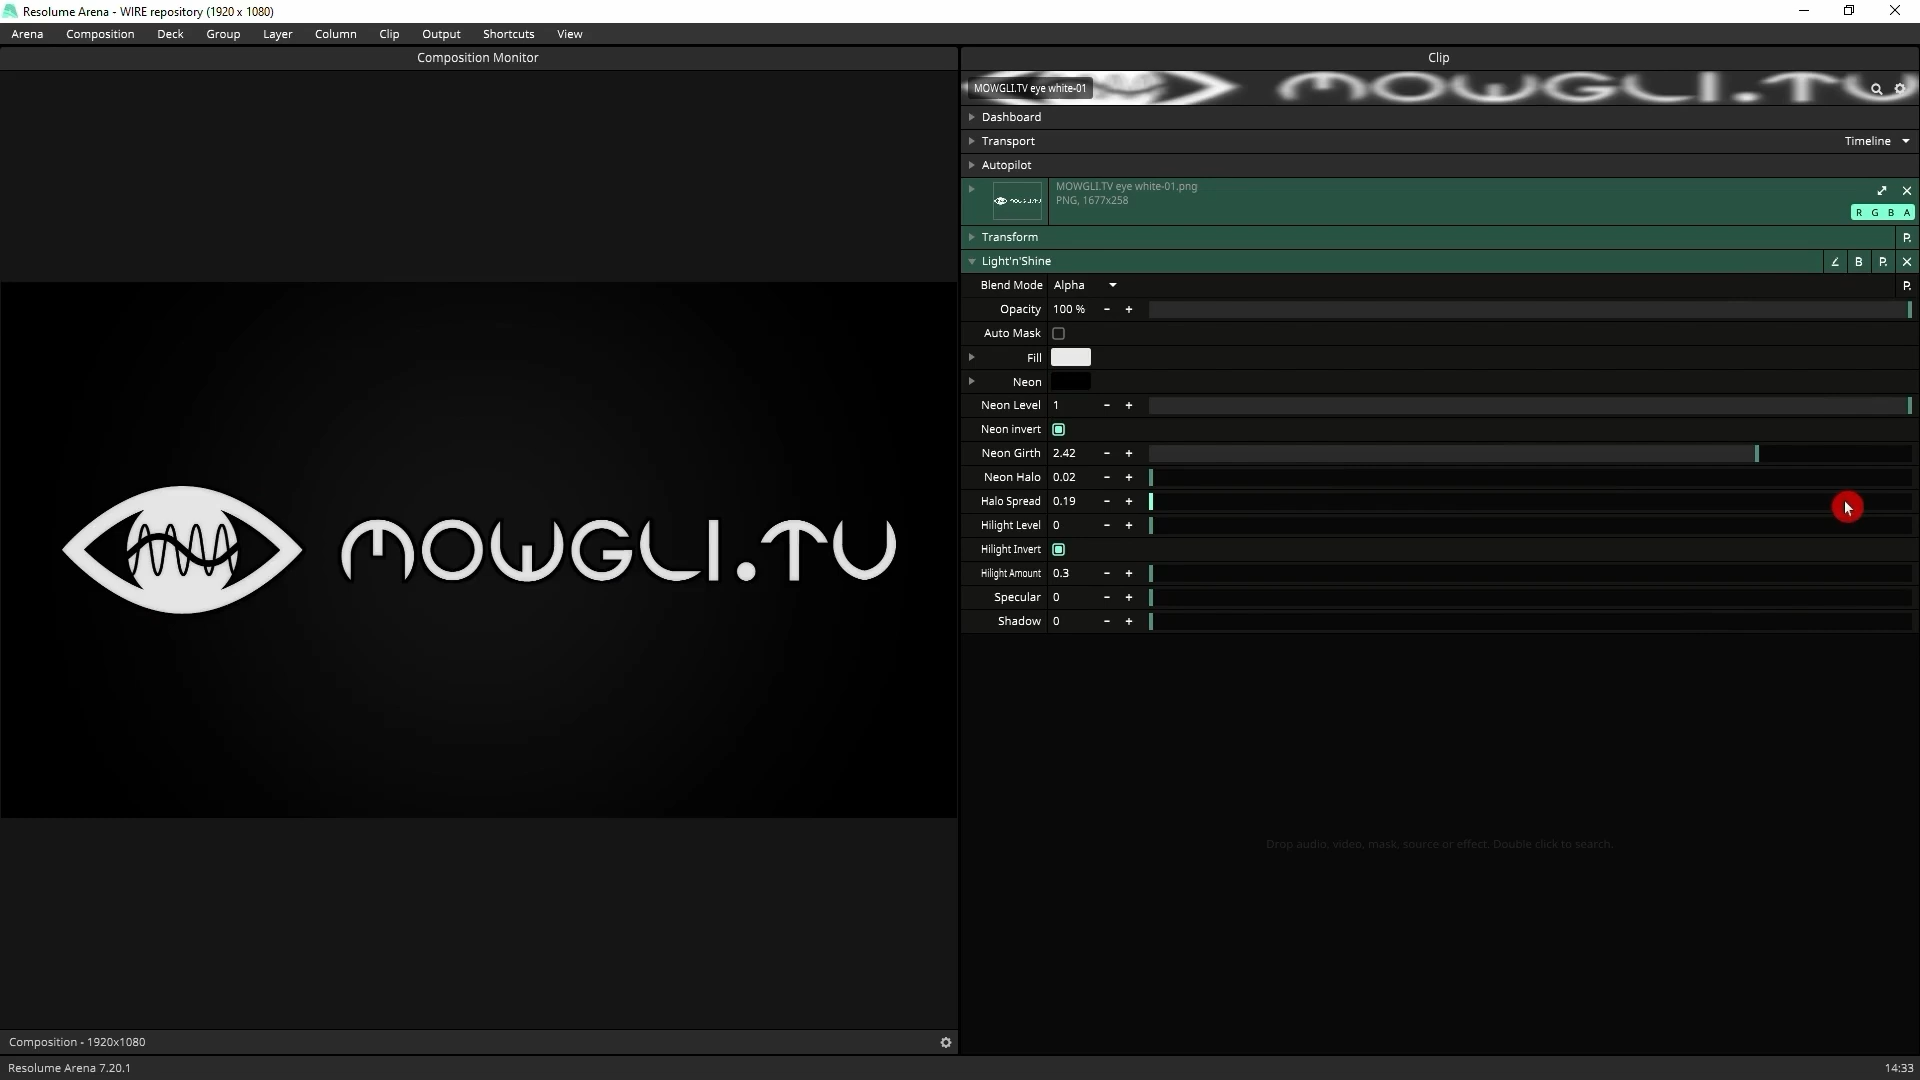 Resolume Arena - WIRE repository (1920 x 1080)
Arena Composition Deck Group Layer Column Clip Output Shortcuts View
Composition Monitor
MOWGLI.TV
Composition - 1920x1080
Clip
MOWGLI.TV eye white-01
MOWGLI.TV
Dashboard
Transport Timeline
Autopilot
MOWGLI.TV eye white-01.png
PNG, 1677x258
R G B A
Transform P.
Light'n'Shine B P.
Blend Mode Alpha P.
Opacity 100 % - +
Auto Mask
Fill
Neon
Neon Level 1 - +
Neon invert
Neon Girth 2.42 - +
Neon Halo 0.02 - +
Halo Spread 0.19 - +
Hilight Level 0 - +
Hilight Invert
Hilight Amount 0.3 - +
Specular 0 - +
Shadow 0 - +
Drop audio, video, mask, source or effect. Double click to search.
Resolume Arena 7.20.1 14:33